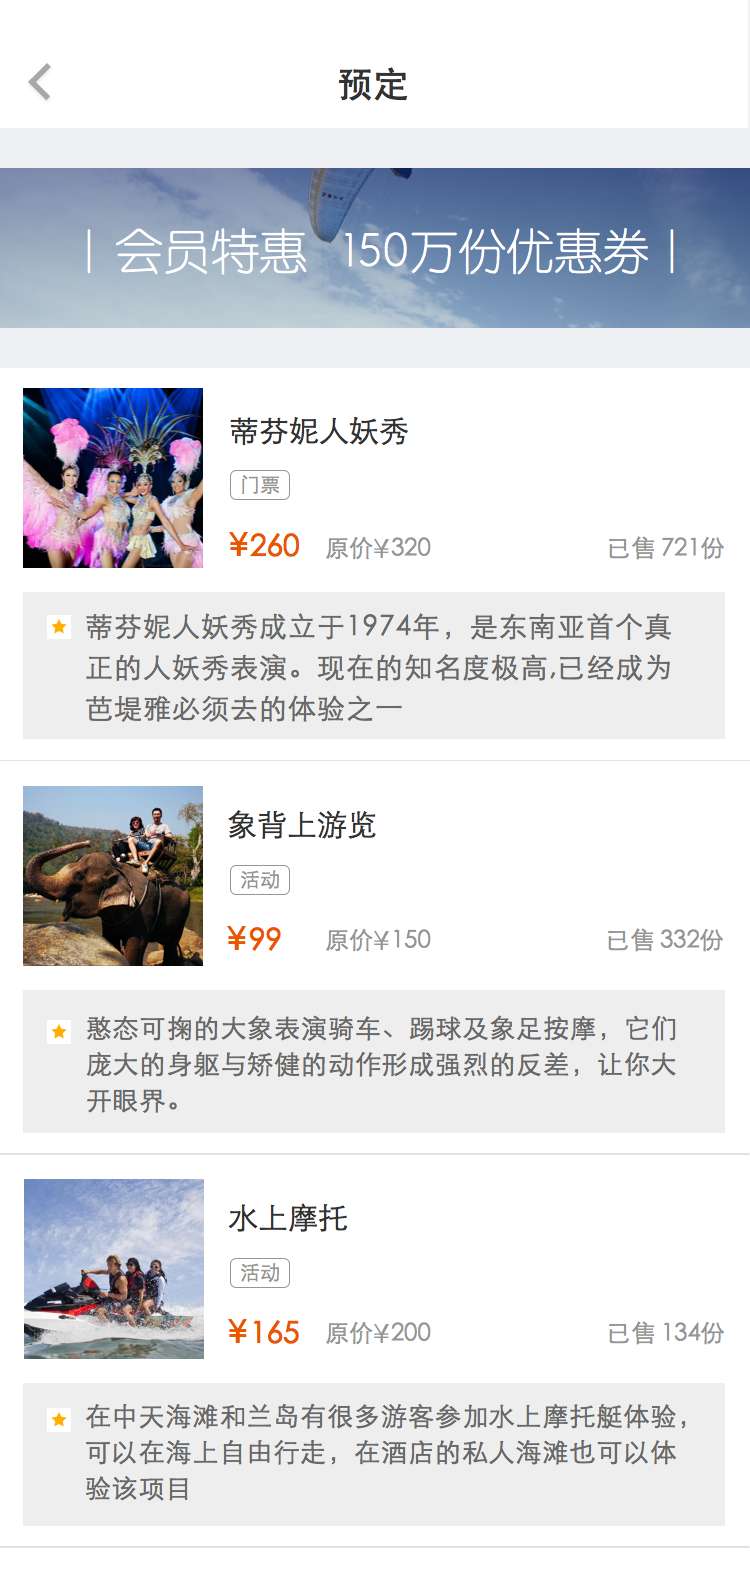 预定
| 会员特惠 150万份优惠券 |
蒂芬妮人妖秀
门票
¥260 原价¥320 已售 721份
蒂芬妮人妖秀成立于1974年，是东南亚首个真
正的人妖秀表演。现在的知名度极高,已经成为
芭堤雅必须去的体验之一
象背上游览
活动
¥99 原价¥150 已售 332份
憨态可掬的大象表演骑车、踢球及象足按摩，它们
庞大的身躯与矫健的动作形成强烈的反差，让你大
开眼界。
水上摩托
活动
¥165 原价¥200 已售 134份
在中天海滩和兰岛有很多游客参加水上摩托艇体验，
可以在海上自由行走，在酒店的私人海滩也可以体
验该项目